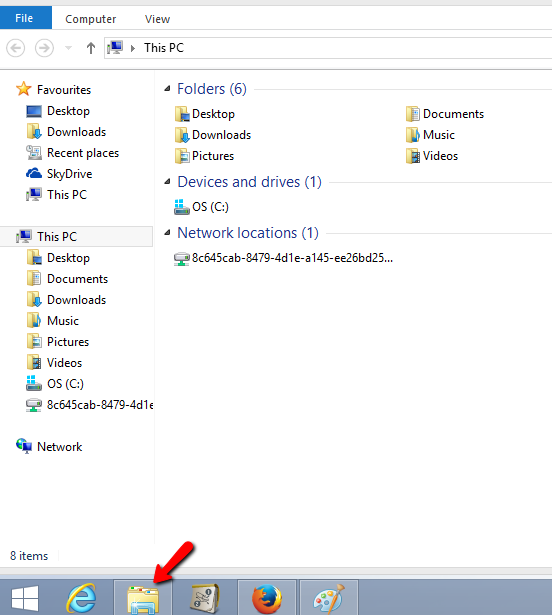 File Computer View
This PC
Favourites
Desktop
Downloads
Recent places
SkyDrive
This PC
This PC
Desktop
Documents
Downloads
Music
Pictures
Videos
OS (C:)
8c645cab-8479-4d1e
Network
Folders (6)
Desktop Documents
Downloads Music
Pictures Videos
Devices and drives (1)
OS (C:)
Network locations (1)
8c645cab-8479-4d1e-a145-ee26bd25...
8 items